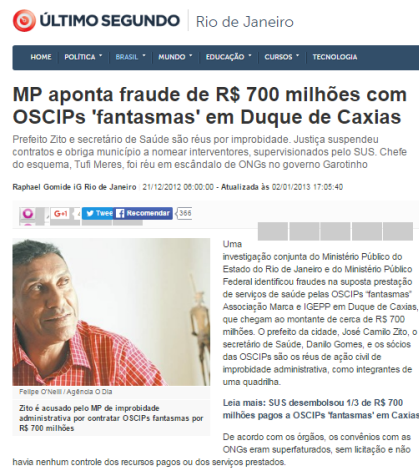 ÚLTIMO SEGUNDO Rio de Janeiro
HOME POLÍTICA BRASIL MUNDO EDUCAÇÃO CURSOS TECNOLOGIA
MP aponta fraude de R$ 700 milhões com
OSCIPs 'fantasmas' em Duque de Caxias
Prefeito Zito e secretário de Saúde são réus por improbidade. Justiça suspendeu
contratos e obriga município a nomear interventores, supervisionados pelo SUS. Chefe
do esquema, Tufi Meres, foi réu em escândalo de ONGs no governo Garotinho
Raphael Gomide iG Rio de Janeiro 21/12/2012 06:00:00 - Atualizada às 02/01/2013 17:05:40
G+1 Twee Recomendar 366
Uma
investigação conjunta do Ministério Público do
Estado do Rio de Janeiro e do Ministério Público
Federal identificou fraudes na suposta prestação
de serviços de saúde pelas OSCIPs "fantasmas"
Associação Marca e IGEPP em Duque de Caxias,
que chegam ao montante de cerca de R$ 700
milhões. O prefeito da cidade, José Camilo Zito, o
secretário de Saúde, Danilo Gomes, e os sócios
das OSCIPs são os réus de ação civil de
improbidade administrativa, como integrantes de
uma quadrilha.
Felipe O'Neill / Agência O Dia
Zito é acusado pelo MP de improbidade
administrativa por contratar OSCIPs fantasmas por
R$ 700 milhões
Leia mais: SUS desembolsou 1/3 de R$ 700
milhões pagos a OSCIPs 'fantasmas' em Caxias
De acordo com os órgãos, os convênios com as
ONGs eram superfaturados, sem licitação e não
havia nenhum controle dos recursos pagos ou dos serviços prestados.